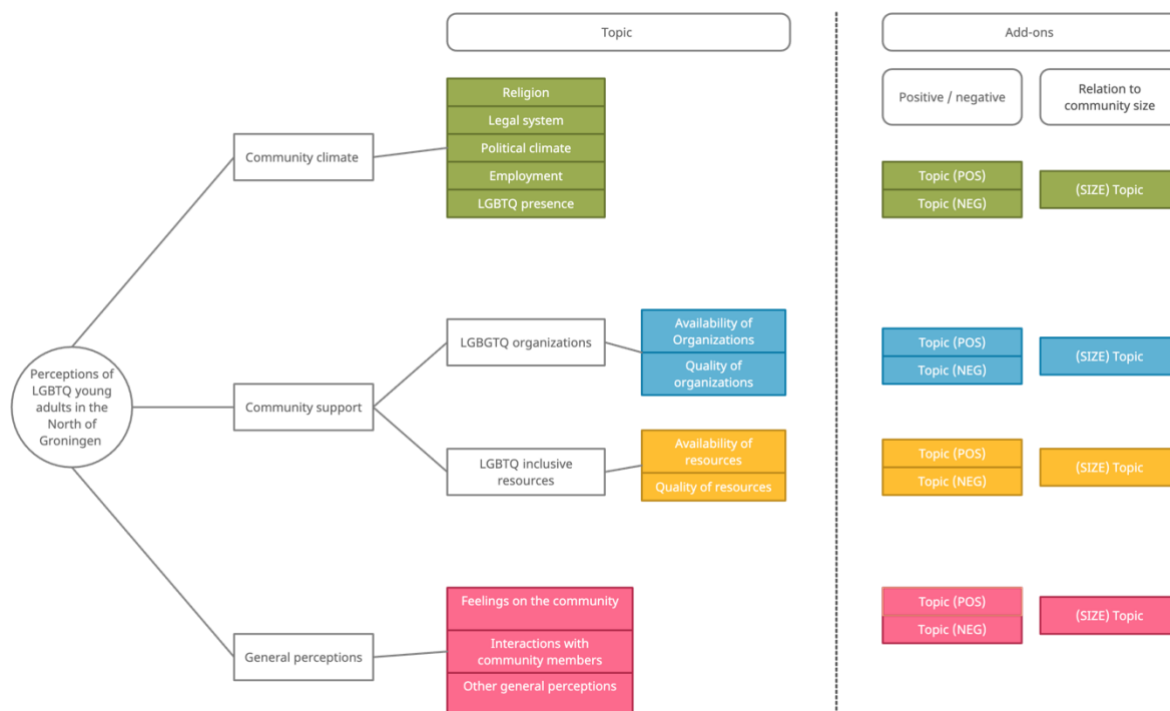 Topic
Add-ons
Positive / negative
Relation to
community size
Religion
Legal system
Political climate
Employment
LGBTQ presence
Community climate
Topic (POS)
Topic (NEG)
(SIZE) Topic
Perceptions of
LGBTQ young
adults in the
North of
Groningen
Community support
LGBGTQ organizations
Availability of
Organizations
Quality of
organizations
Topic (POS)
Topic (NEG)
(SIZE) Topic
LGBTQ inclusive
resources
Availability of
resources
Quality of resources
Topic (POS)
Topic (NEG)
(SIZE) Topic
General perceptions
Feelings on the community
Interactions with
community members
Other general perceptions
Topic (POS)
Topic (NEG)
(SIZE) Topic